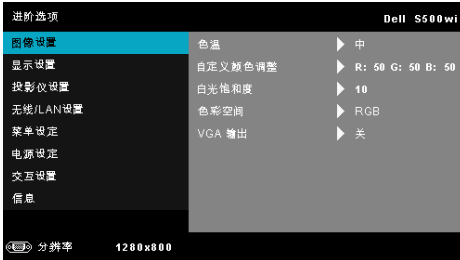 进阶选项 Dell S500wi
图像设置 色温 中
显示设置 自定义颜色调整 R: 50 G: 50 B: 50
投影仪设置 白光饱和度 10
无线/LAN设置 色彩空间 RGB
菜单设定 VGA 输出 关
电源设定
交互设置
信息
分辨率 1280x800